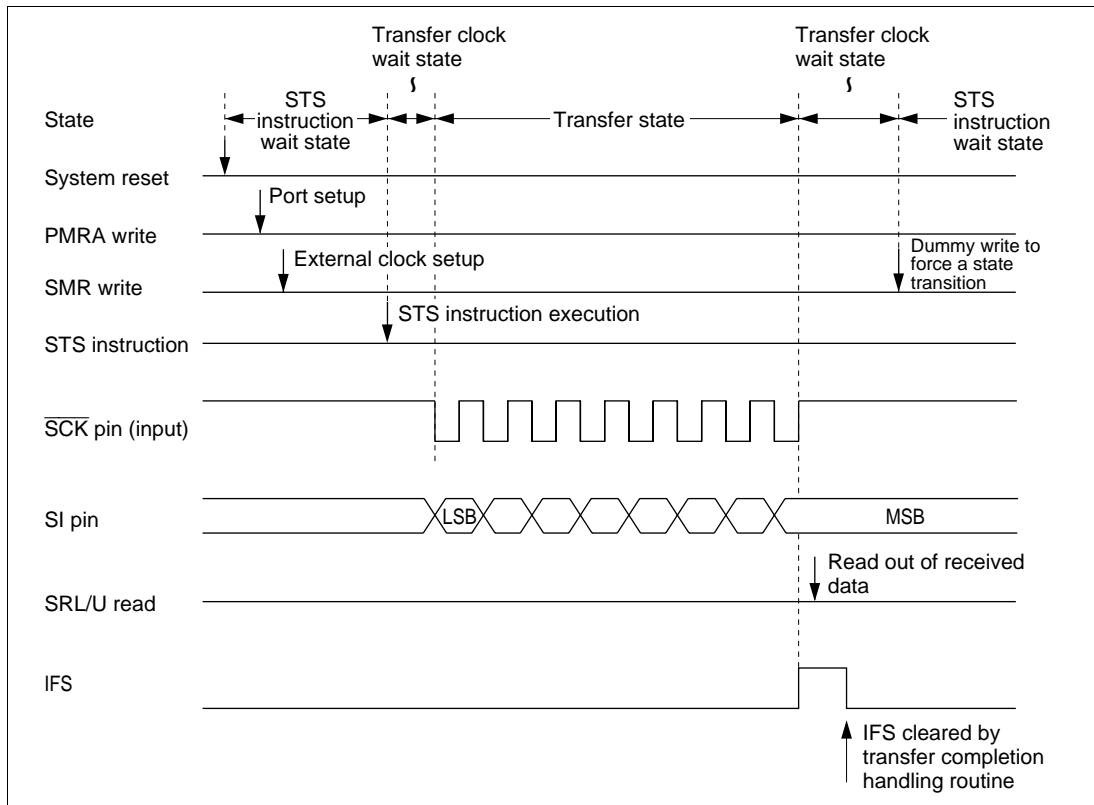 Transfer clock
wait state
Transfer clock
wait state
State
STS
instruction
wait state
Transfer state
STS
instruction
wait state
System reset
Port setup
PMRA write
External clock setup
Dummy write to
force a state
transition
SMR write
STS instruction execution
STS instruction
S̅C̅K̅ pin (input)
SI pin
LSB
MSB
Read out of received
data
SRL/U read
IFS
IFS cleared by
transfer completion
handling routine